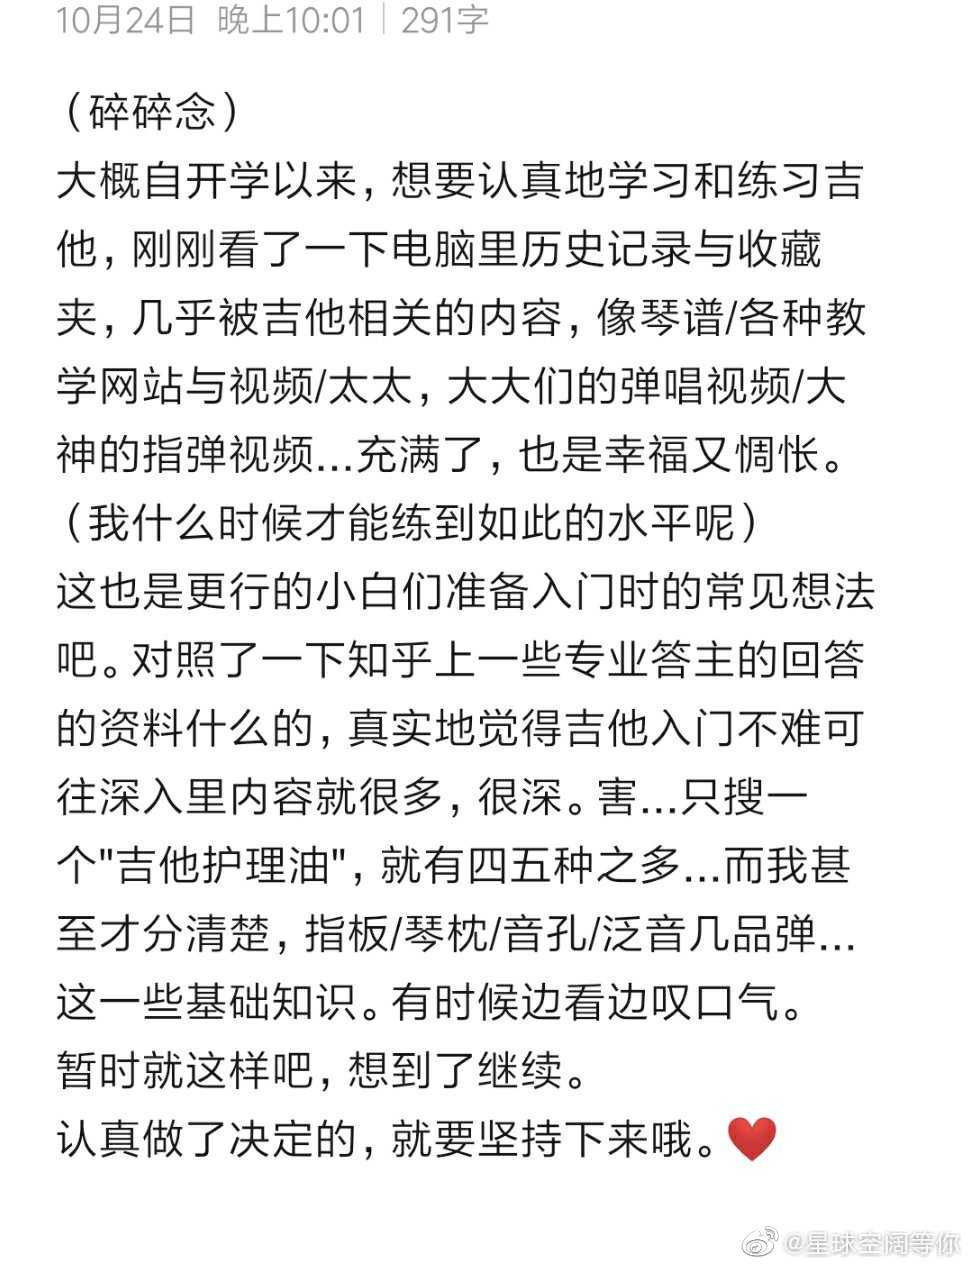 10月24日 晚上10:01 | 291字
（碎碎念）
大概自开学以来，想要认真地学习和练习吉
他，刚刚看了一下电脑里历史记录与收藏
夹，几乎被吉他相关的内容，像琴谱/各种教
学网站与视频/太太，大大们的弹唱视频/大
神的指弹视频...充满了，也是幸福又惆怅。
（我什么时候才能练到如此的水平呢）
这也是更行的小白们准备入门时的常见想法
吧。对照了一下知乎上一些专业答主的回答
的资料什么的，真实地觉得吉他入门不难可
往深入里内容就很多，很深。害...只搜一
个"吉他护理油"，就有四五种之多...而我甚
至才分清楚，指板/琴枕/音孔/泛音几品弹...
这一些基础知识。有时候边看边叹口气。
暂时就这样吧，想到了继续。
认真做了决定的，就要坚持下来哦。❤️
@星球空阔等你